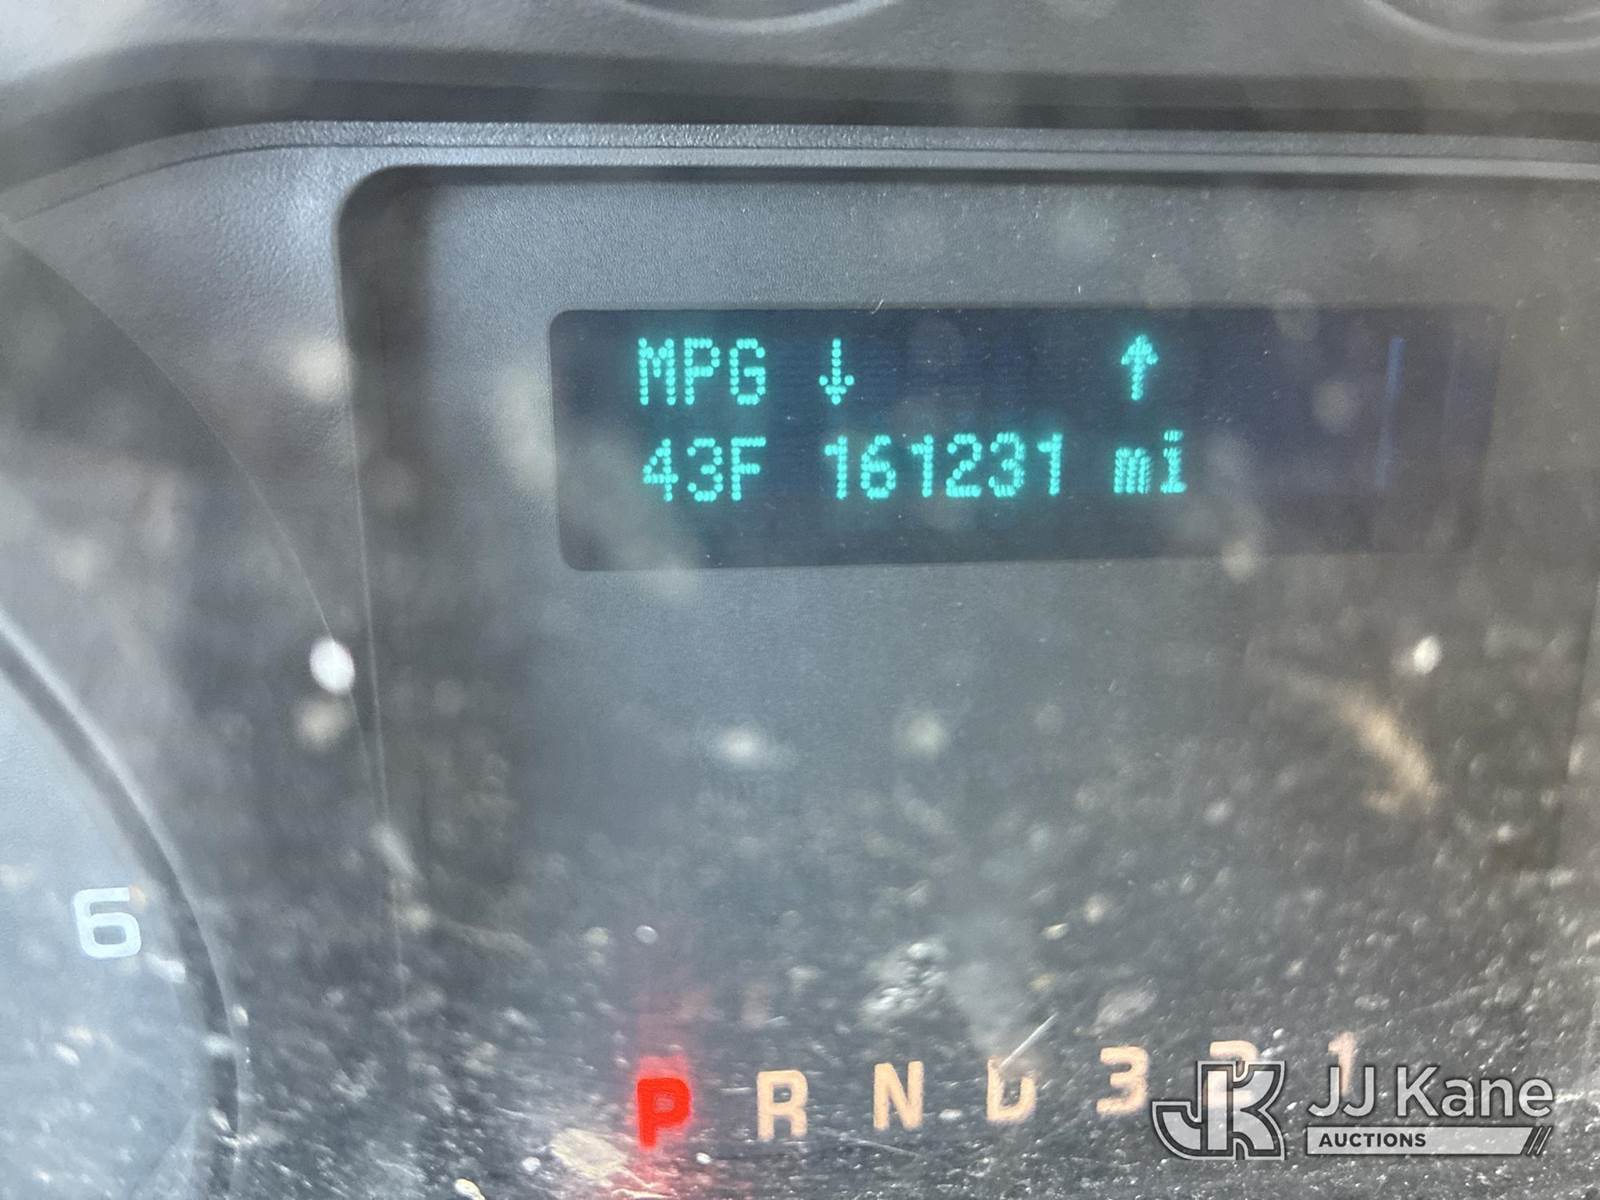 MPG ↓ ↑
43F 161231 mi
6
P R N D 3 2 1
JJ Kane
AUCTIONS